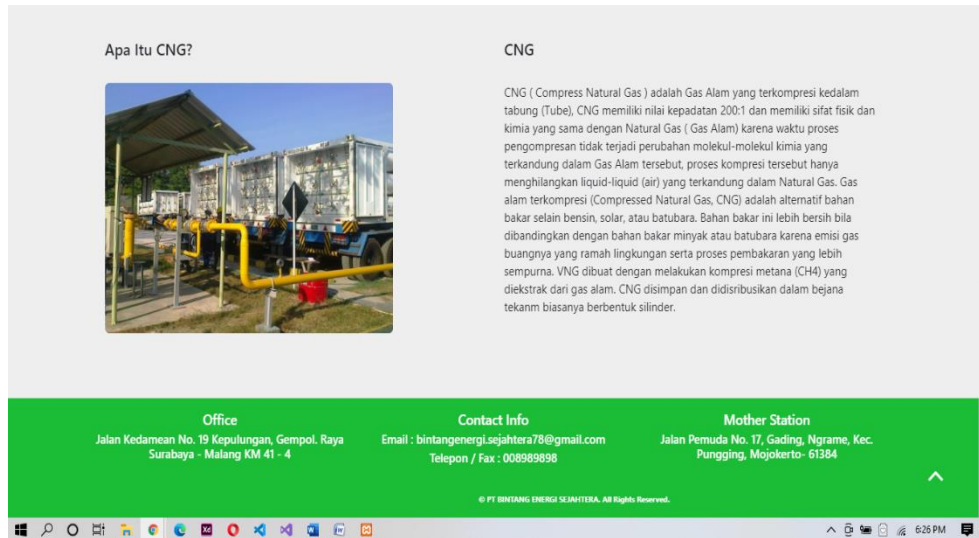 Apa Itu CNG?
CNG
CNG ( Compress Natural Gas ) adalah Gas Alam yang terkompresi kedalam
tabung (Tube), CNG memiliki nilai kepadatan 200:1 dan memiliki sifat fisik dan
kimia yang sama dengan Natural Gas ( Gas Alam) karena waktu proses
pengompresan tidak terjadi perubahan molekul-molekul kimia yang
terkandung dalam Gas Alam tersebut, proses kompresi tersebut hanya
menghilangkan liquid-liquid (air) yang terkandung dalam Natural Gas. Gas
alam terkompresi (Compressed Natural Gas, CNG) adalah alternatif bahan
bakar selain bensin, solar, atau batubara. Bahan bakar ini lebih bersih bila
dibandingkan dengan bahan bakar minyak atau batubara karena emisi gas
buangnya yang ramah lingkungan serta proses pembakaran yang lebih
sempurna. VNG dibuat dengan melakukan kompresi metana (CH4) yang
diekstrak dari gas alam. CNG disimpan dan didisribusikan dalam bejana
tekanm biasanya berbentuk silinder.
Office
Jalan Kedamean No. 19 Kepulungan, Gempol. Raya
Surabaya - Malang KM 41 - 4
Contact Info
Email : bintangenergi.sejahtera78@gmail.com
Telepon / Fax : 008989898
Mother Station
Jalan Pemuda No. 17, Gading, Ngrame, Kec.
Pungging, Mojokerto- 61384
© PT BINTANG ENERGI SEJAHTERA. All Rights Reserved.
6:26 PM